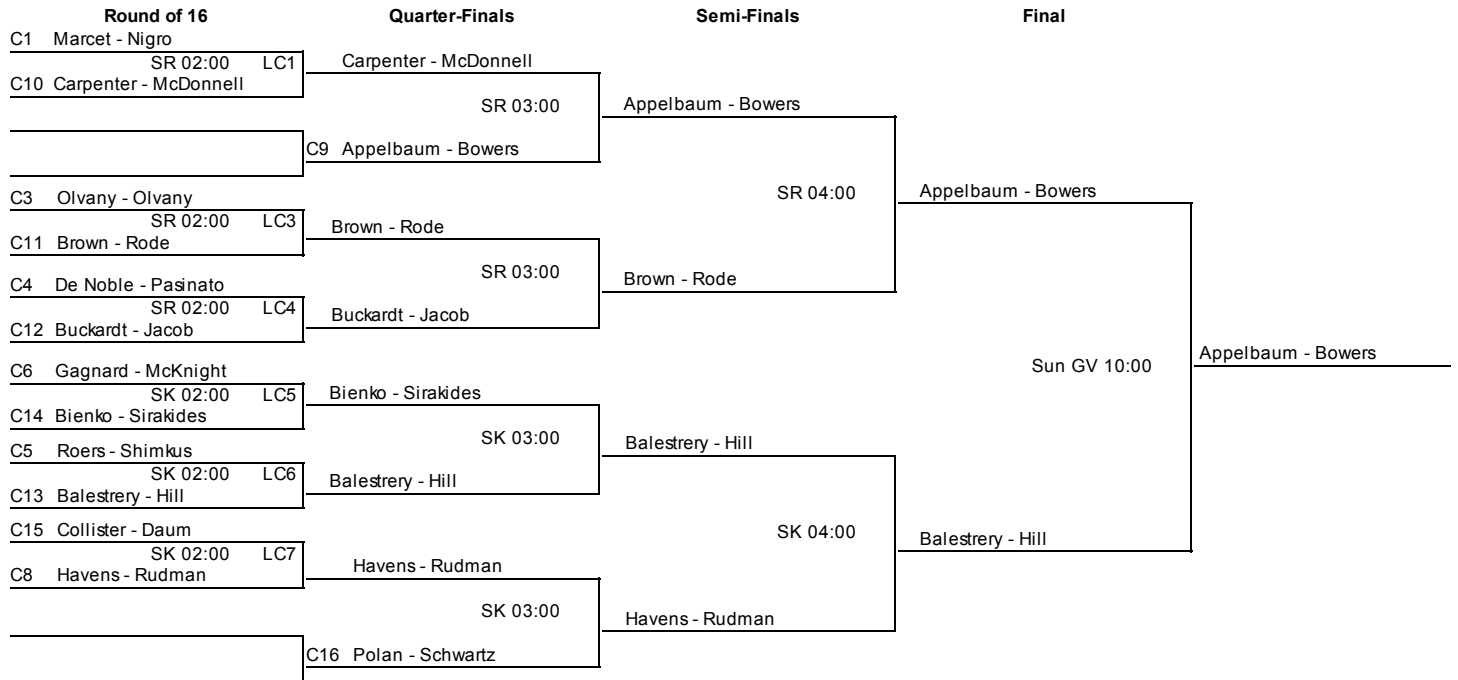 Round of 16 Quarter-Finals Semi-Finals Final
C1 Marcet - Nigro
SR 02:00 LC1 Carpenter - McDonnell
C10 Carpenter - McDonnell
SR 03:00 Appelbaum - Bowers
C9 Appelbaum - Bowers
C3 Olvany - Olvany SR 04:00 Appelbaum - Bowers
SR 02:00 LC3 Brown - Rode
C11 Brown - Rode
SR 03:00 Brown - Rode
C4 De Noble - Pasinato
SR 02:00 LC4 Buckardt - Jacob
C12 Buckardt - Jacob
Appelbaum - Bowers
C6 Gagnard - McKnight Sun GV 10:00
SK 02:00 LC5 Bienko - Sirakides
C14 Bienko - Sirakides
SK 03:00 Balestrery - Hill
C5 Roers - Shimkus
SK 02:00 LC6 Balestrery - Hill
C13 Balestrery - Hill
C15 Collister - Daum SK 04:00 Balestrery - Hill
SK 02:00 LC7 Havens - Rudman
C8 Havens - Rudman
SK 03:00 Havens - Rudman
C16 Polan - Schwartz